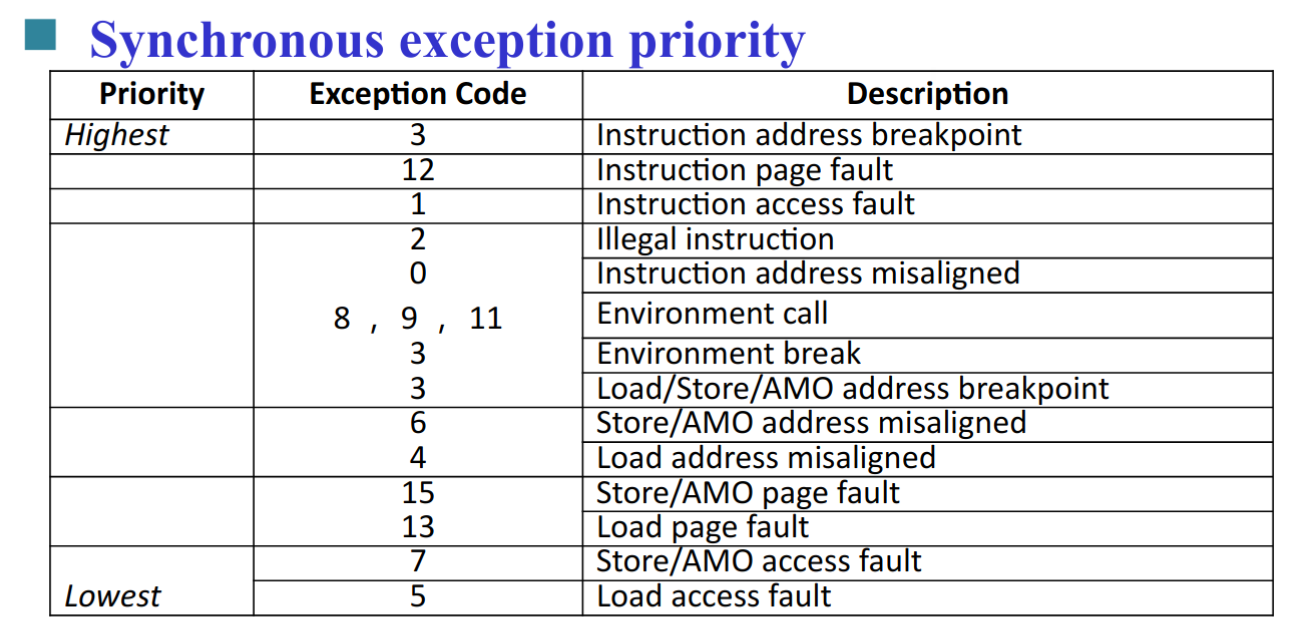 Synchronous exception priority
Priority Exception Code Description
Highest 3 Instruction address breakpoint
12 Instruction page fault
1 Instruction access fault
2 Illegal instruction
0 Instruction address misaligned
8 , 9 , 11 Environment call
3 Environment break
3 Load/Store/AMO address breakpoint
6 Store/AMO address misaligned
4 Load address misaligned
15 Store/AMO page fault
13 Load page fault
7 Store/AMO access fault
Lowest 5 Load access fault